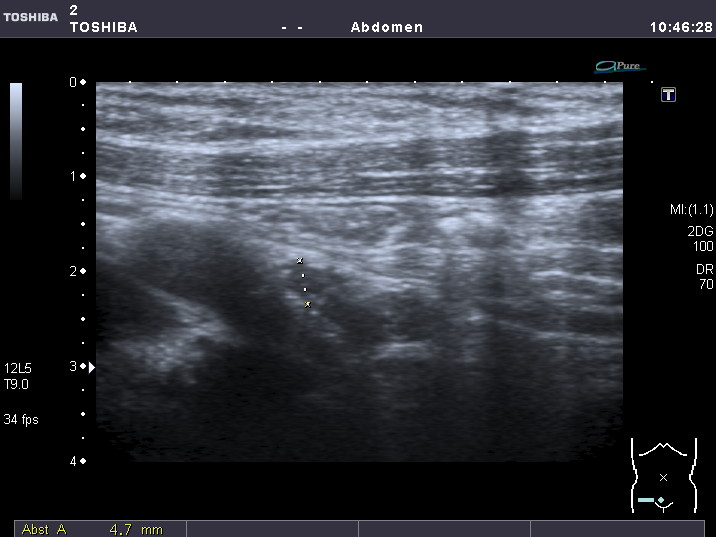 TOSHIBA
2
TOSHIBA - - Abdomen 10:46:28
aPure
T
0
1
2
3
4
MI:(1.1)
2DG
100
DR
70
12L5
T9.0
34 fps
Abst A 4.7 mm